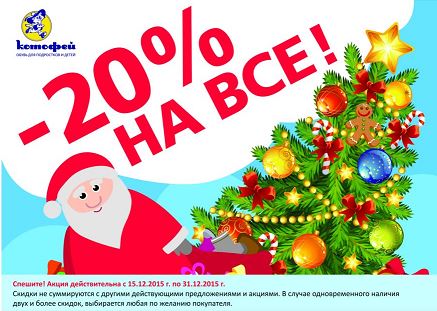 котофей
ОБУВЬ ДЛЯ ПОДРОСТКОВ И ДЕТЕЙ
-20%
НА ВСЕ!
Спешите! Акция действительна с 15.12.2015 г. по 31.12.2015 г.
Скидки не суммируются с другими действующими предложениями и акциями. В случае одновременного наличия
двух и более скидок, выбирается любая по желанию покупателя.